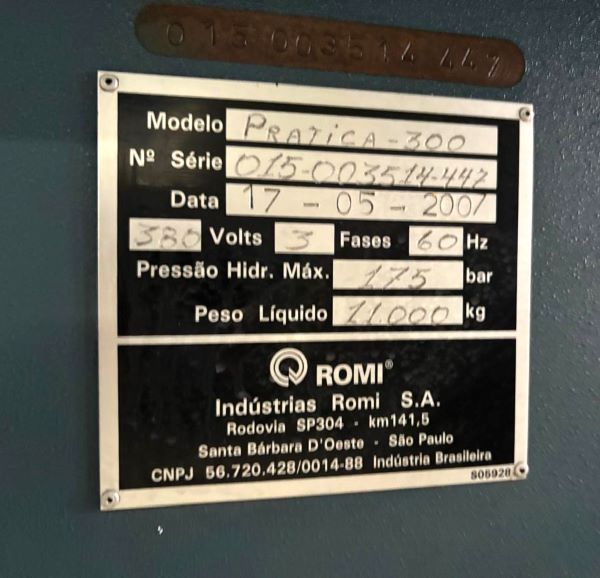 015 003514 447
Modelo PRATICA-300
Nº Série 015-003514-447
Data 17 - 05 - 2007
380 Volts 3 Fases 60 Hz
Pressão Hidr. Máx. 175 bar
Peso Líquido 11.000 kg
ROMI®
Indústrias Romi S.A.
Rodovia SP304 - km141,5
Santa Bárbara D'Oeste - São Paulo
CNPJ 56.720.428/0014-88 Indústria Brasileira
S05928